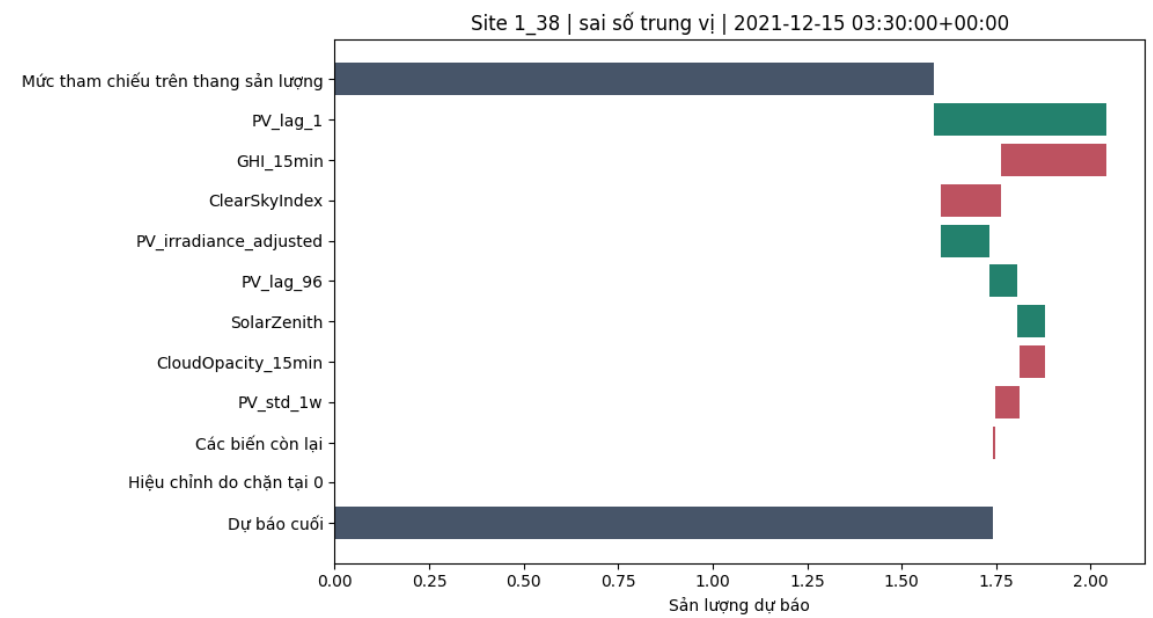 Site 1_38 | sai số trung vị | 2021-12-15 03:30:00+00:00
Mức tham chiếu trên thang sản lượng
PV_lag_1
GHI_15min
ClearSkyIndex
PV_irradiance_adjusted
PV_lag_96
SolarZenith
CloudOpacity_15min
PV_std_1w
Các biến còn lại
Hiệu chỉnh do chặn tại 0
Dự báo cuối
0.00 0.25 0.50 0.75 1.00 1.25 1.50 1.75 2.00
Sản lượng dự báo